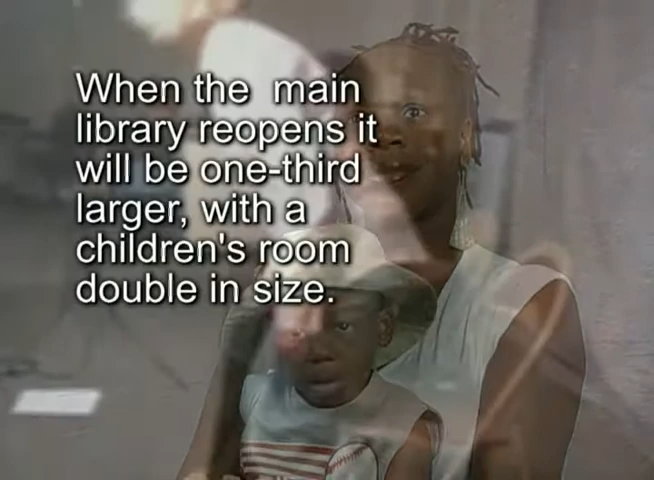 When the  main
library reopens it
will be one-third
larger, with a
children's room
double in size.